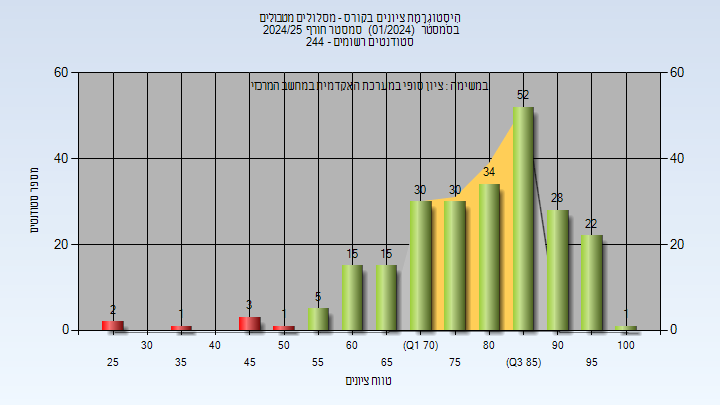 היסטוגרמת ציונים בקורס - מסלולים מטבולים
בסמסטר (01/2024) סמסטר חורף 2024/25
סטודנטים רשומים - 244
במשימה : ציון סופי במערכת האקדמית במחשב המרכזי
מספר סטודנטים
60 60
40 40
20 20
0 0
2 1 3 1 5 15 15 30 30 34 52 28 22 1
30 40 50 60 (Q1 70) 80 90 100
25 35 45 55 65 75 (Q3 85) 95
טווח ציונים